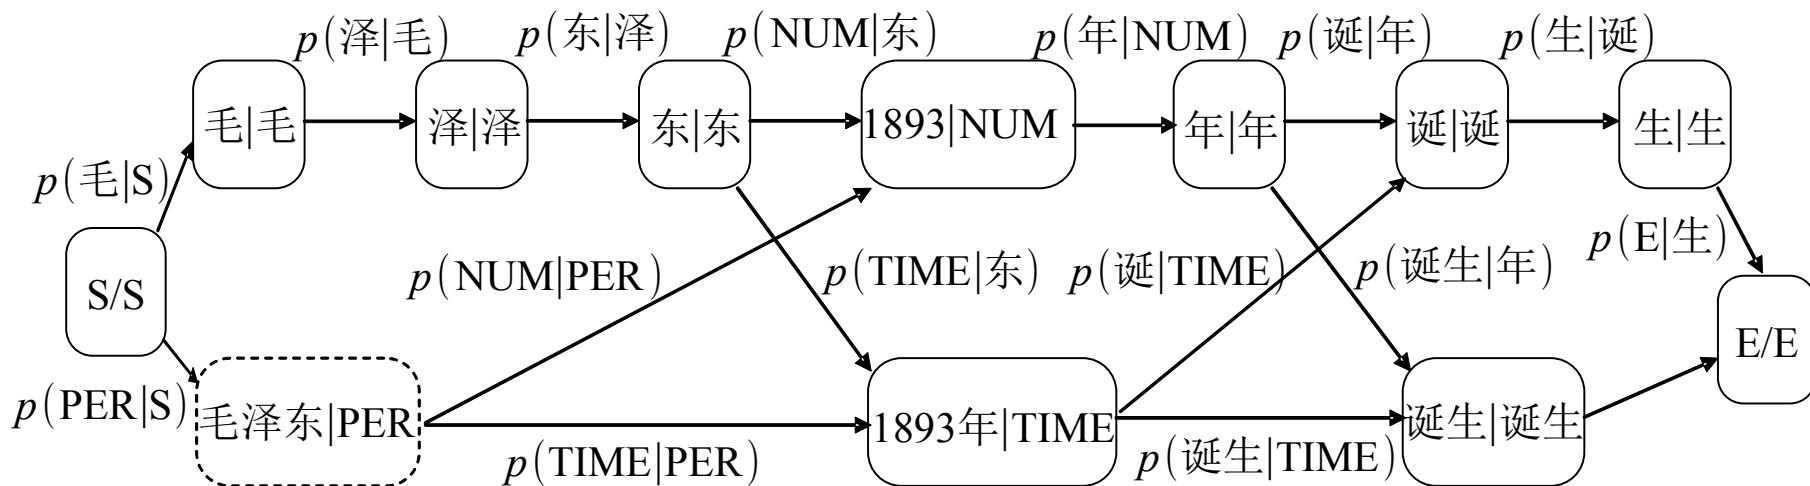 p(泽|毛) p(东|泽) p(NUM|东) p(年|NUM) p(诞|年) p(生|诞)
毛|毛 泽|泽 东|东 1893|NUM 年|年 诞|诞 生|生
p(毛|S)
p(E|生)
p(NUM|PER) p(TIME|东) p(诞|TIME) p(诞生|年)
S/S
E/E
p(PER|S)
毛泽东|PER 1893年|TIME 诞生|诞生
p(TIME|PER) p(诞生|TIME)